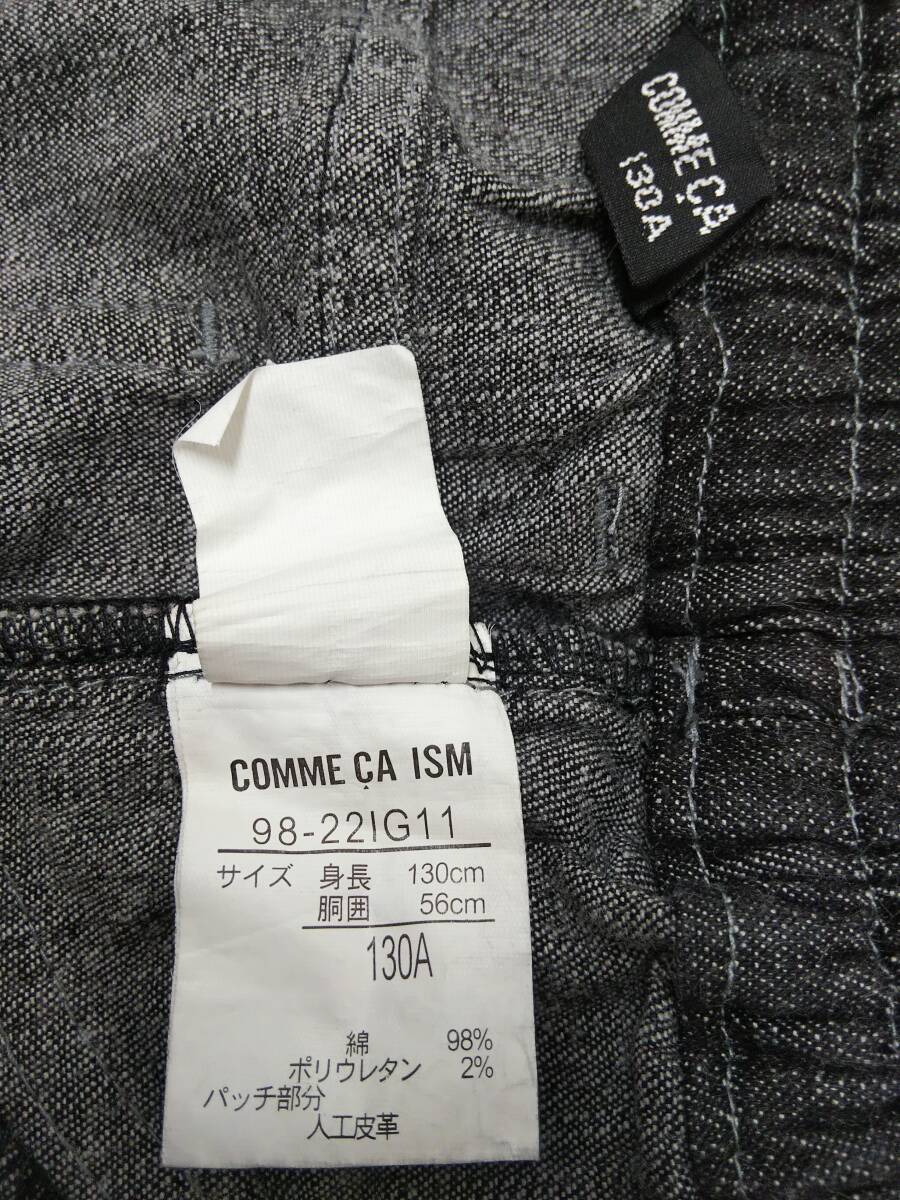 COMME ÇA
130A
COMME ÇA ISM
98-22IG11
サイズ 身長 130cm
胴囲 56cm
130A
綿 98%
ポリウレタン 2%
パッチ部分
人工皮革